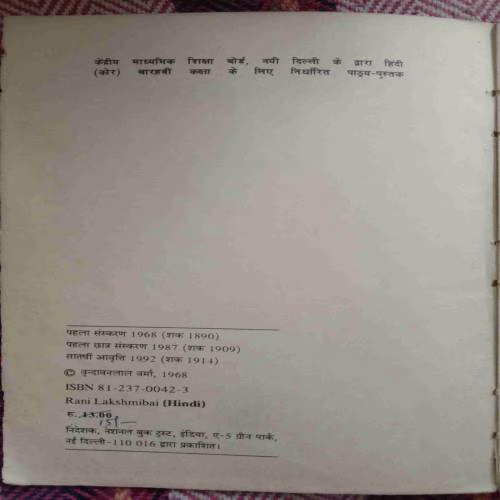 केंद्रीय माध्यमिक शिक्षा बोर्ड, नयी दिल्ली के द्वारा हिंदी
(कोर) बारहवीं कक्षा के लिए निर्धारित पाठ्य-पुस्तक
पहला संस्करण 1968 (शक 1890)
पहला छात्र संस्करण 1987 (शक 1909)
सातवीं आवृत्ति 1992 (शक 1914)
© वृन्दावनलाल वर्मा, 1968
ISBN 81-237-0042-3
Rani Lakshmibai (Hindi)
रु. 13.00
निदेशक, नेशनल बुक ट्रस्ट, इंडिया, ए-5 ग्रीन पार्क,
नई दिल्ली-110 016 द्वारा प्रकाशित।